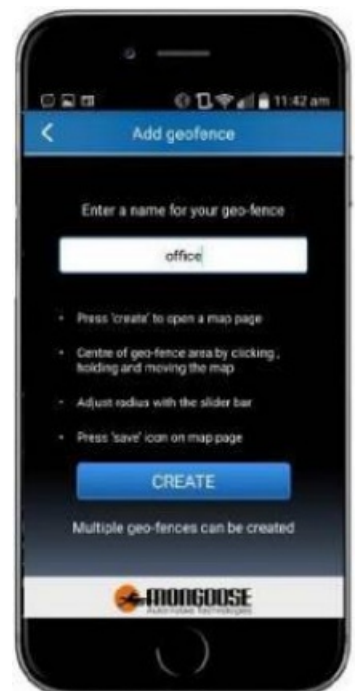 11:42 am
Add geofence
Enter a name for your geo-fence
office
Press 'create' to open a map page
Centre of geo-fence area by clicking ,
holding and moving the map
Adjust radius with the slider bar
Press 'save' icon on map page
CREATE
Multiple geo-fences can be created
MONGOOSE
Automotive Technologies